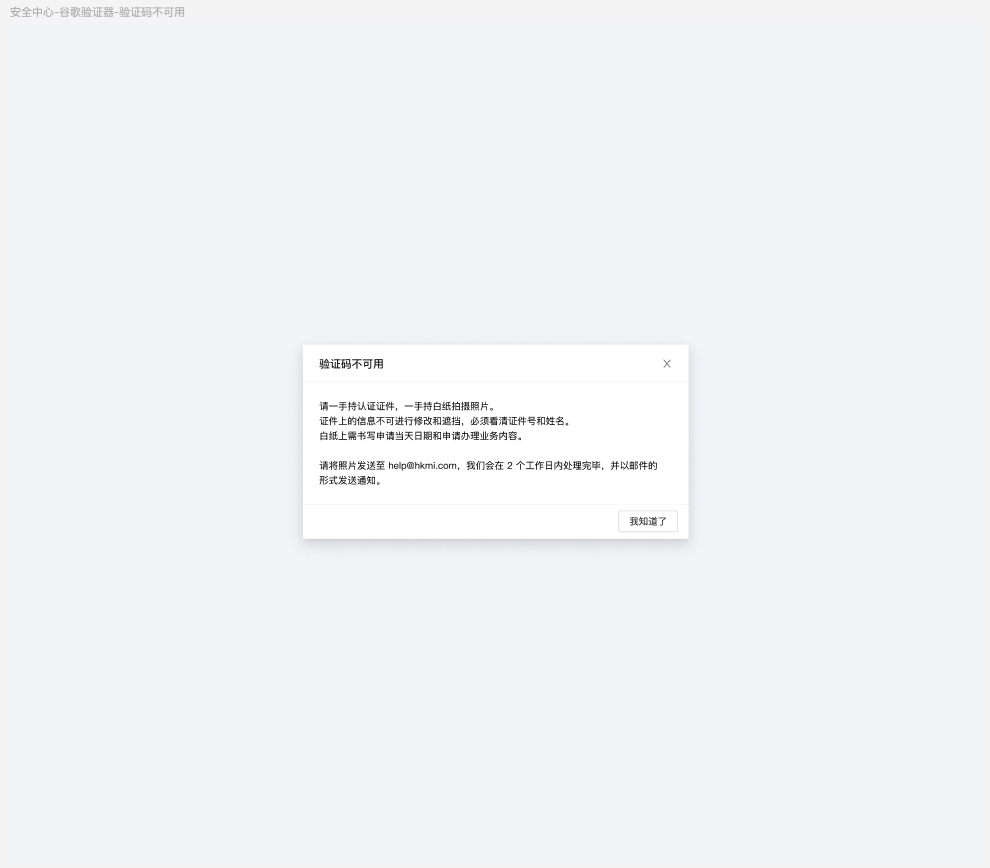 安全中心-谷歌验证器-验证码不可用
验证码不可用
请一手持认证证件，一手持白纸拍摄照片。
证件上的信息不可进行修改和遮挡，必须看清证件号和姓名。
白纸上需书写申请当天日期和申请办理业务内容。
请将照片发送至 help@hkmi.com，我们会在 2 个工作日内处理完毕，并以邮件的
形式发送通知。
我知道了